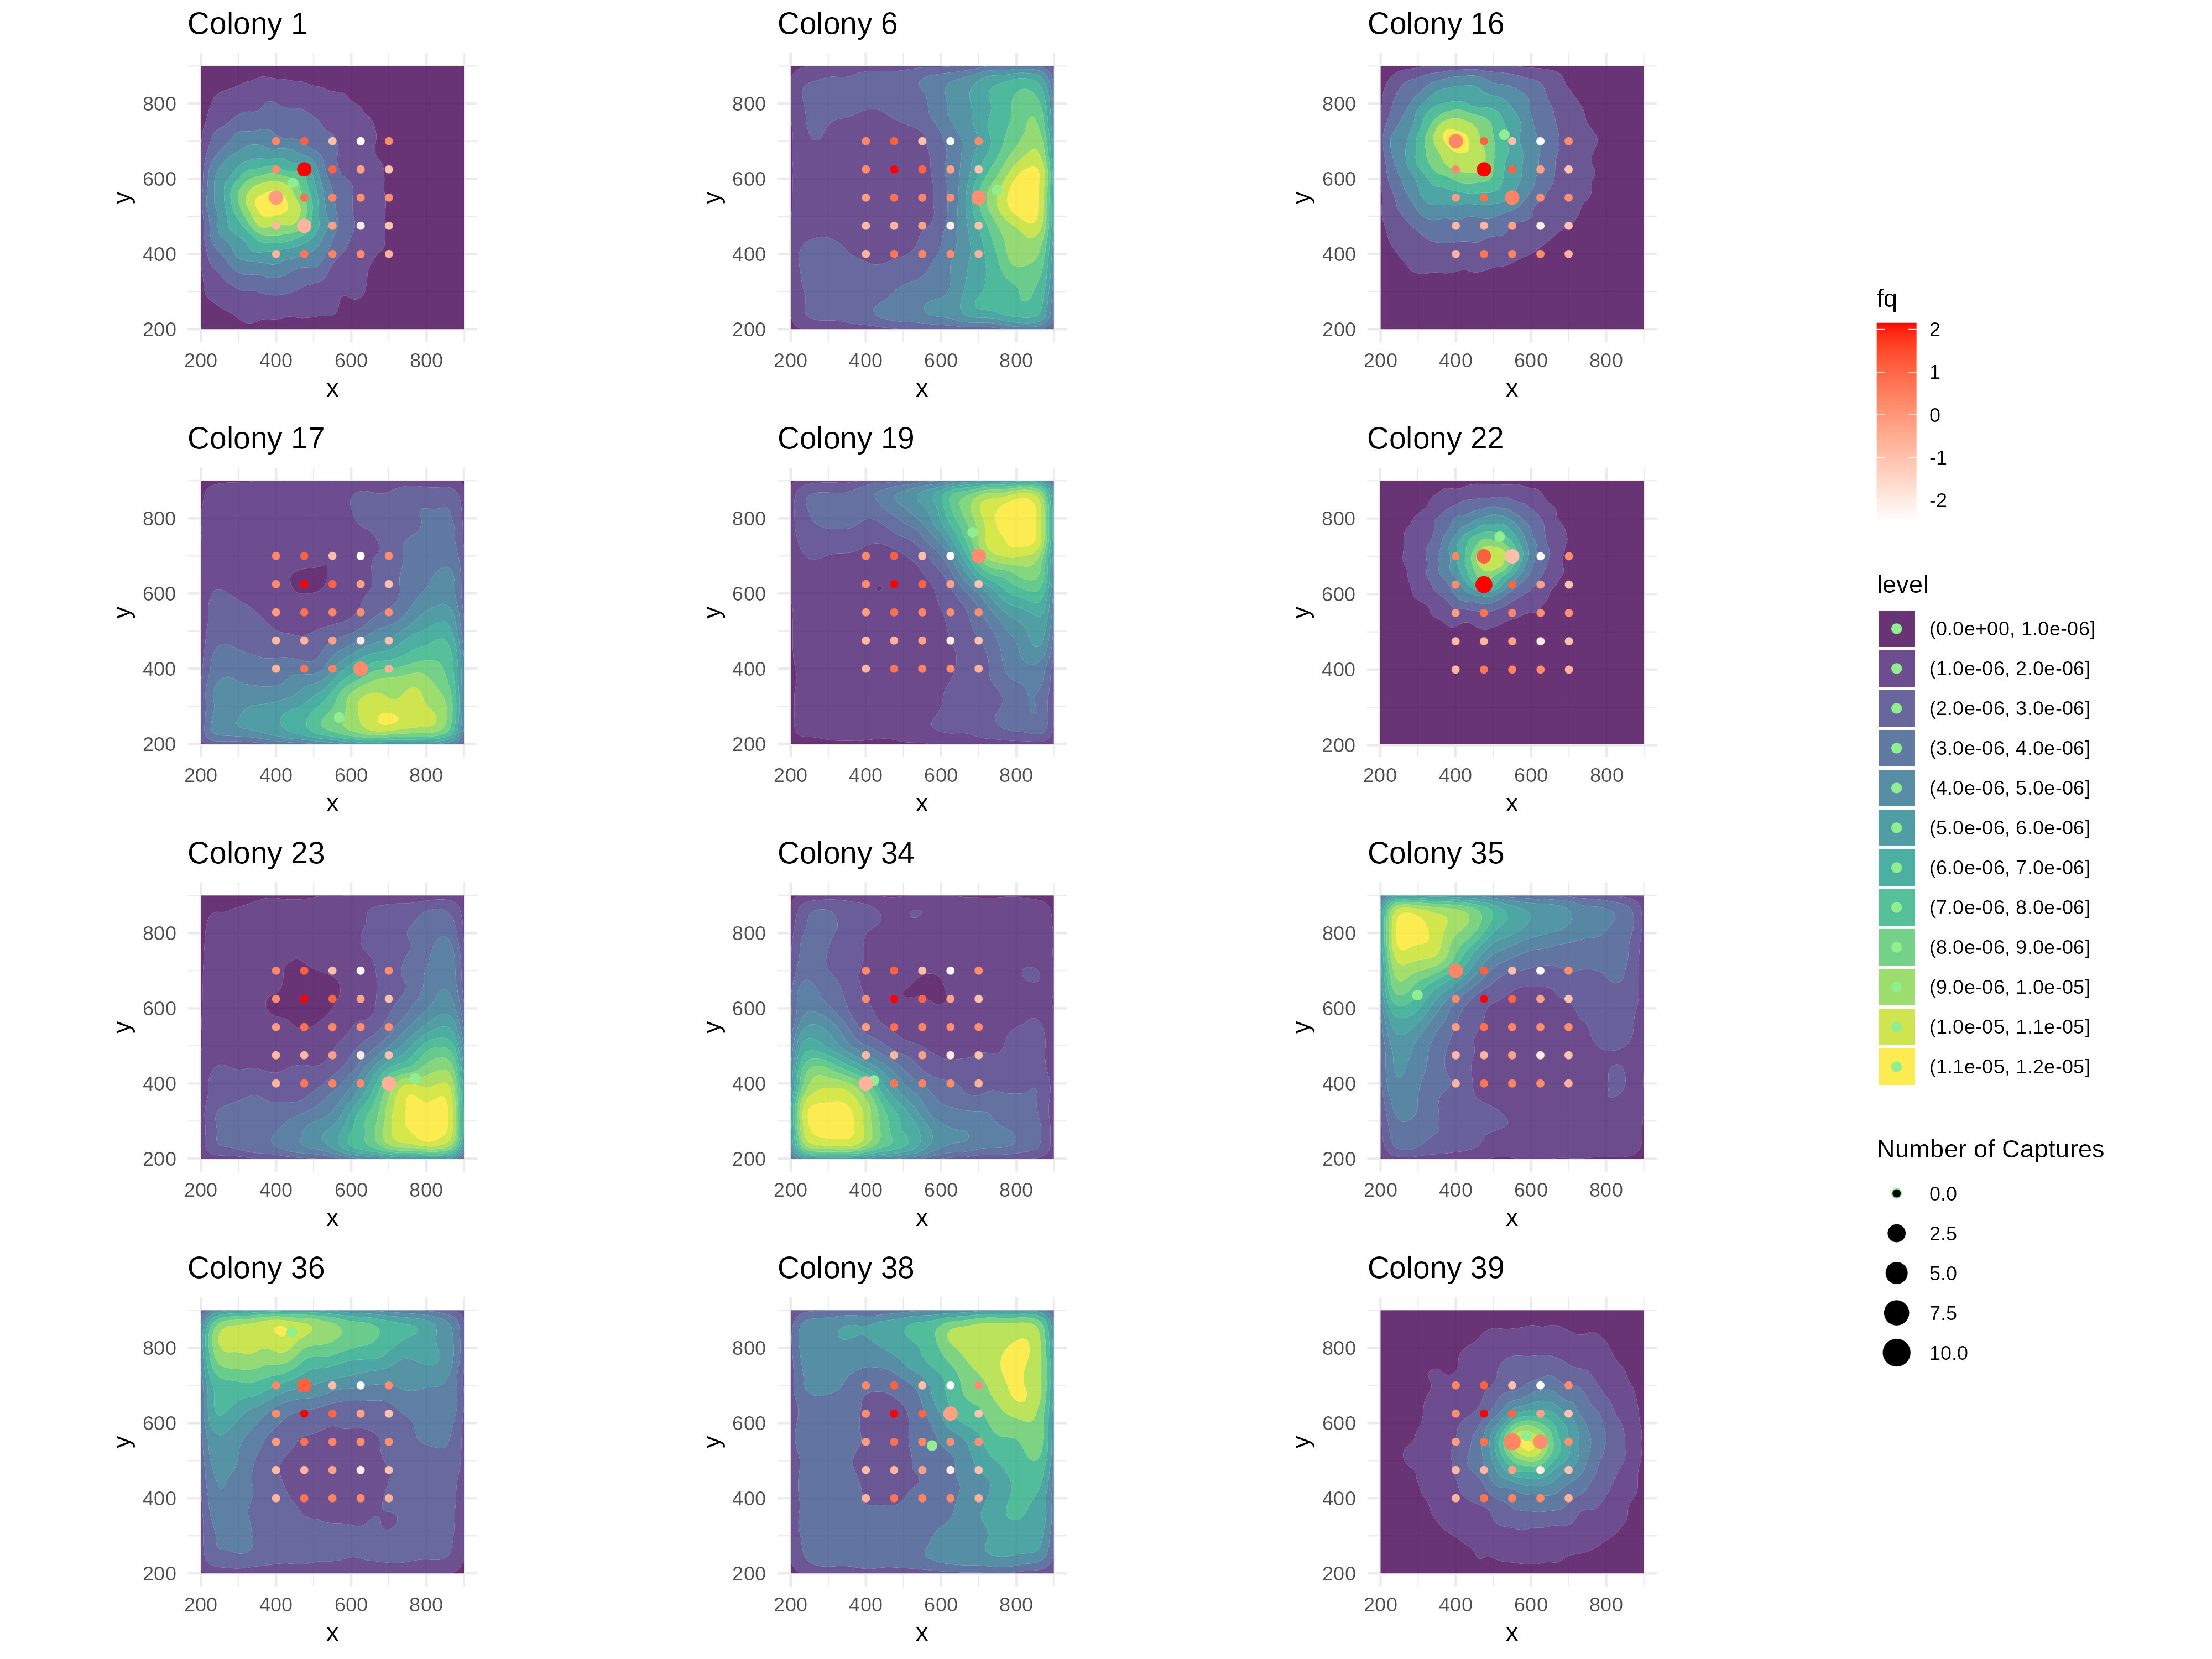 Colony 1
Colony 6
Colony 16
800
600
400
200
y
200 400 600 800
x
800
600
400
200
y
200 400 600 800
x
800
600
400
200
y
200 400 600 800
x
Colony 17
Colony 19
Colony 22
800
600
400
200
y
200 400 600 800
x
800
600
400
200
y
200 400 600 800
x
800
600
400
200
y
200 400 600 800
x
Colony 23
Colony 34
Colony 35
800
600
400
200
y
200 400 600 800
x
800
600
400
200
y
200 400 600 800
x
800
600
400
200
y
200 400 600 800
x
Colony 36
Colony 38
Colony 39
800
600
400
200
y
200 400 600 800
x
800
600
400
200
y
200 400 600 800
x
800
600
400
200
y
200 400 600 800
x
fq
2
1
0
-1
-2
level
(0.0e+00, 1.0e-06]
(1.0e-06, 2.0e-06]
(2.0e-06, 3.0e-06]
(3.0e-06, 4.0e-06]
(4.0e-06, 5.0e-06]
(5.0e-06, 6.0e-06]
(6.0e-06, 7.0e-06]
(7.0e-06, 8.0e-06]
(8.0e-06, 9.0e-06]
(9.0e-06, 1.0e-05]
(1.0e-05, 1.1e-05]
(1.1e-05, 1.2e-05]
Number of Captures
0.0
2.5
5.0
7.5
10.0